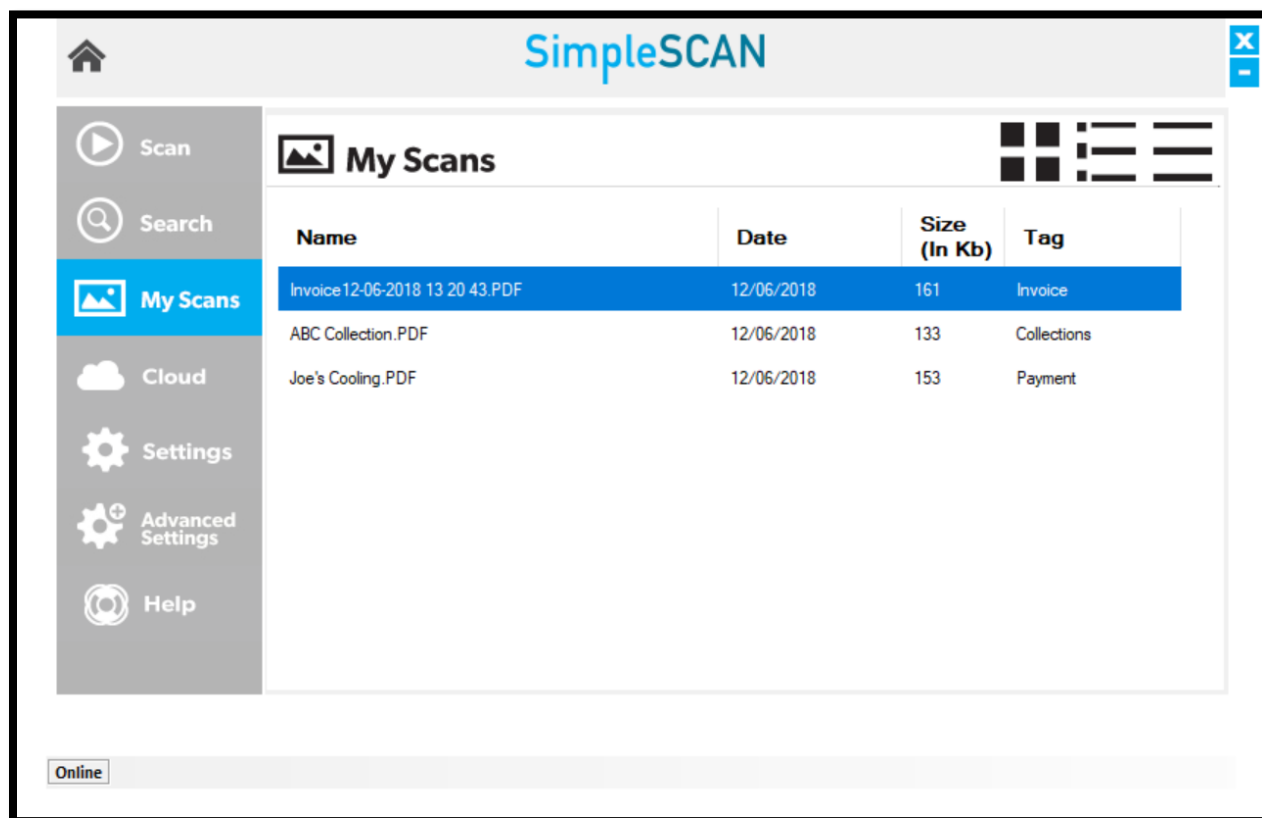 SimpleSCAN
X
-
Scan
Search
My Scans
Cloud
Settings
Advanced
Settings
Help
My Scans
Name Date Size (In Kb) Tag
Invoice12-06-2018 13 20 43.PDF 12/06/2018 161 Invoice
ABC Collection.PDF 12/06/2018 133 Collections
Joe's Cooling.PDF 12/06/2018 153 Payment
Online